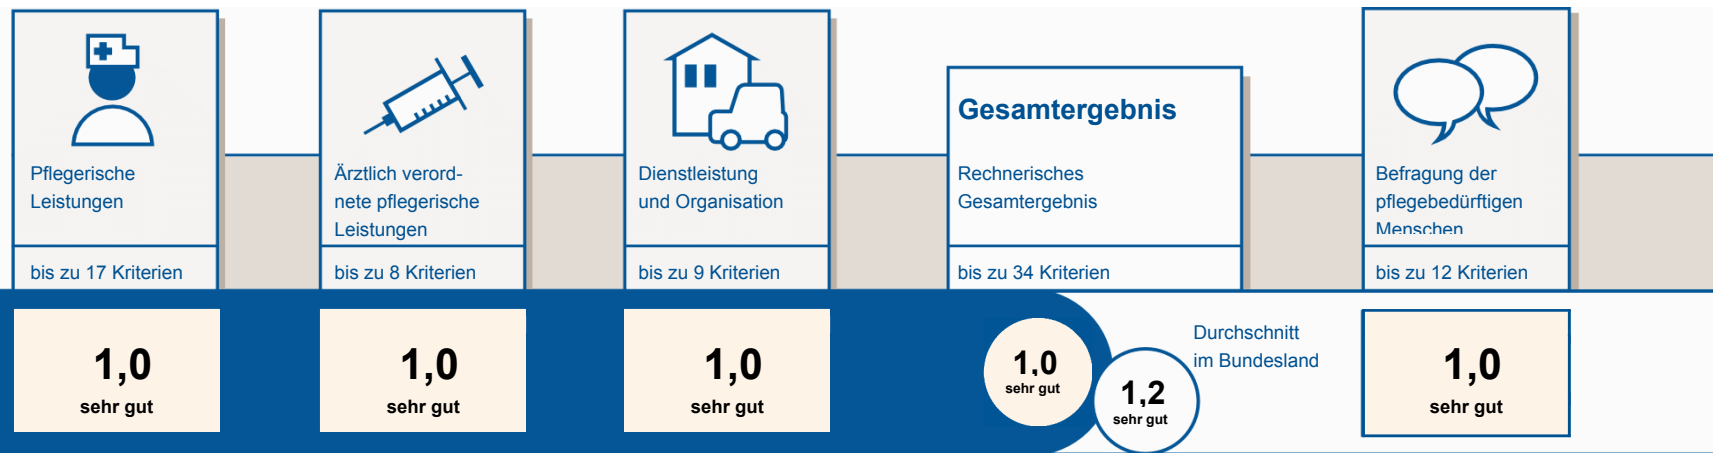 Pflegerische
Leistungen
bis zu 17 Kriterien
1,0
sehr gut
Ärztlich verord-
nete pflegerische
Leistungen
bis zu 8 Kriterien
1,0
sehr gut
Dienstleistung
und Organisation
bis zu 9 Kriterien
1,0
sehr gut
Gesamtergebnis
Rechnerisches
Gesamtergebnis
bis zu 34 Kriterien
1,0
sehr gut
1,2
sehr gut
Durchschnitt
im Bundesland
Befragung der
pflegebedürftigen
Menschen
bis zu 12 Kriterien
1,0
sehr gut